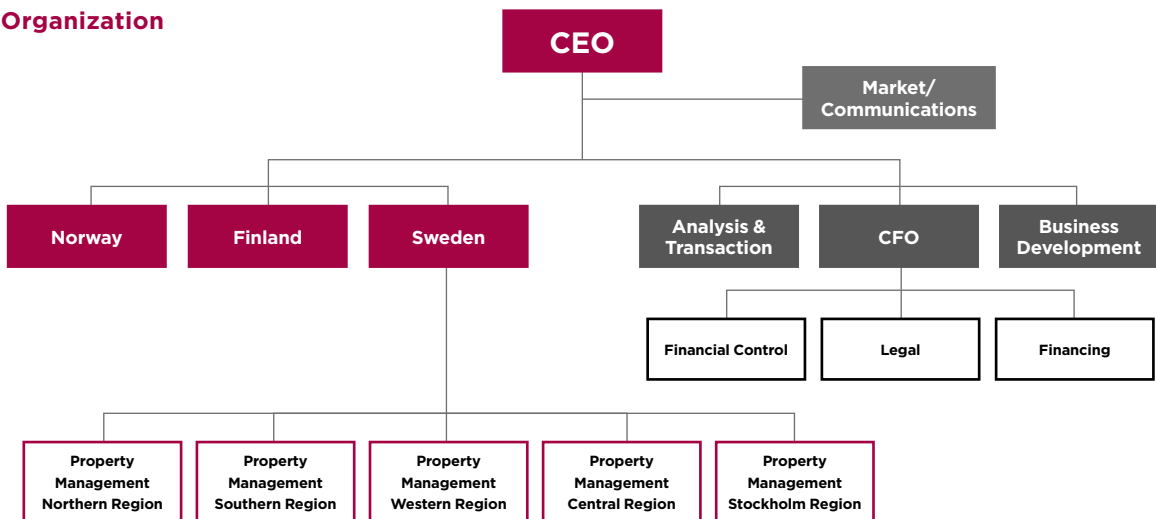 Organization
CEO
Market/
Communications
Norway
Finland
Sweden
Analysis &
Transaction
CFO
Business
Development
Financial Control
Legal
Financing
Property
Management
Northern Region
Property
Management
Southern Region
Property
Management
Western Region
Property
Management
Central Region
Property
Management
Stockholm Region